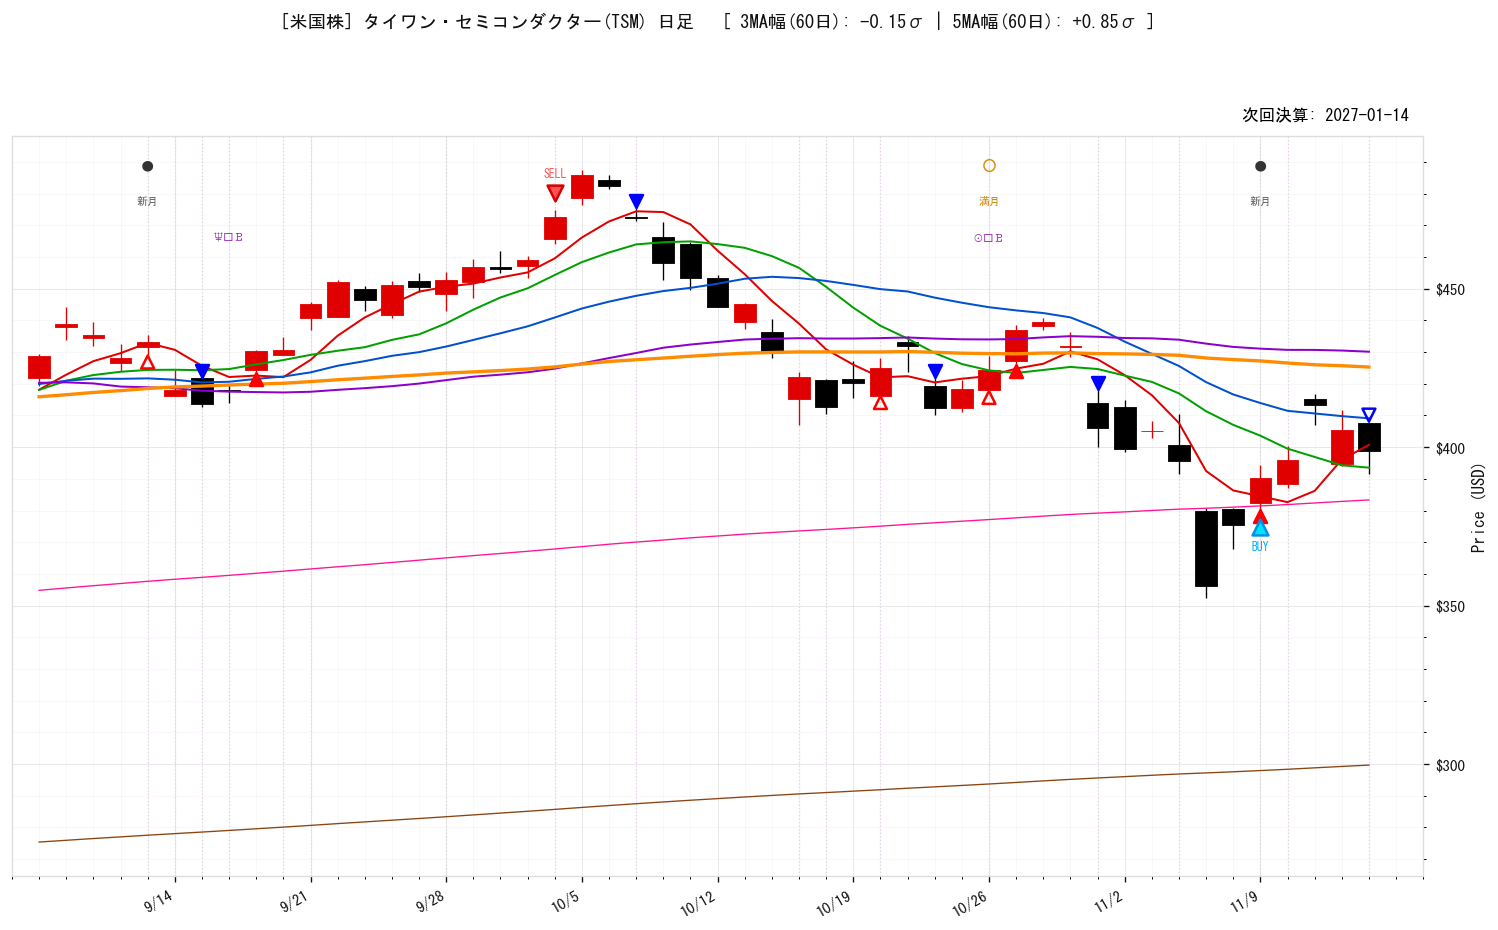 [米国株] タイワン・セミコンダクター(TSM) 日足 [ 3MA幅(60日): -0.15σ | 5MA幅(60日): +0.85σ ]
次回決算: 2027-01-14
新月
満月
新月
SELL
Ψ□♇
☉□♇
BUY
$450
$400
$350
$300
Price (USD)
9/14
9/21
9/28
10/5
10/12
10/19
10/26
11/2
11/9